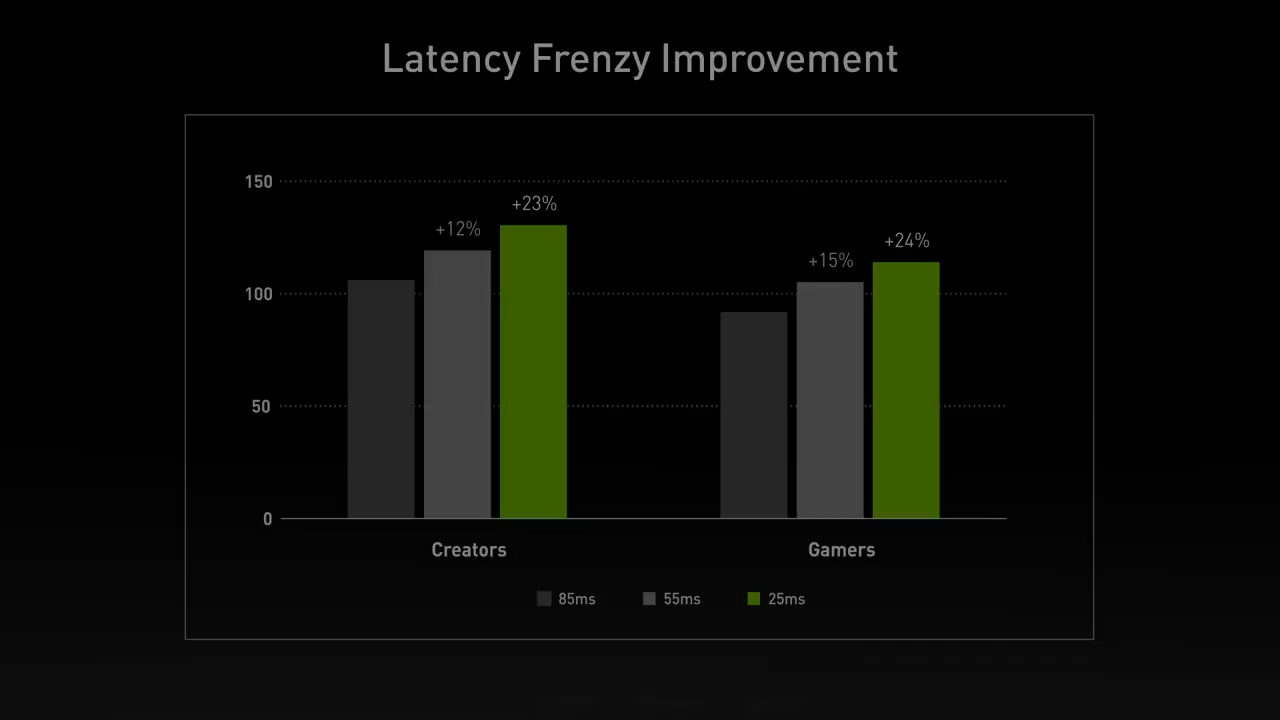 Latency Frenzy Improvement
150
100
50
0
+12%
+23%
+15%
+24%
Creators
Gamers
85ms
55ms
25ms